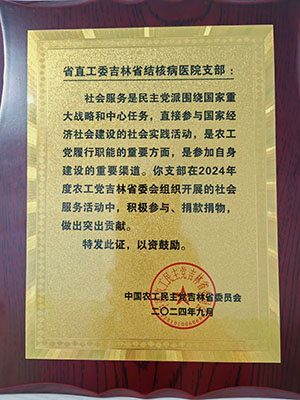 省直工委吉林省结核病医院支部：
社会服务是民主党派围绕国家重
大战略和中心任务，直接参与国家经
济社会建设的社会实践活动，是农工
党履行职能的重要方面，是参加自身
建设的重要渠道。你支部在2024年
度农工党吉林省委会组织开展的社会
服务活动中，积极参与、捐款捐物，
做出突出贡献。
特发此证，以资鼓励。
中国农工民主党吉林省委员会
二〇二四年九月